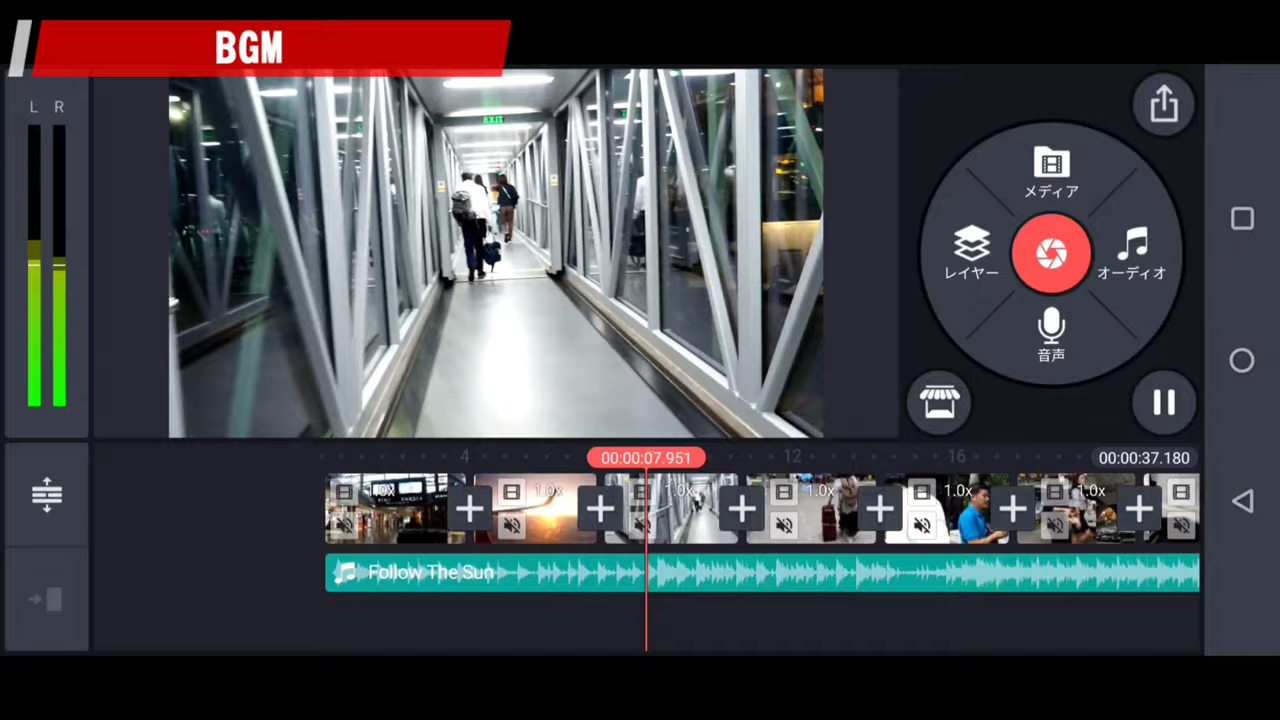 BGM
L R
EXIT
メディア
レイヤー
オーディオ
音声
4
00:00:07.951
12
16
00:00:37.180
1.0x
1.0x
1.0x
1.0x
1.0x
1.0x
Follow The Sun